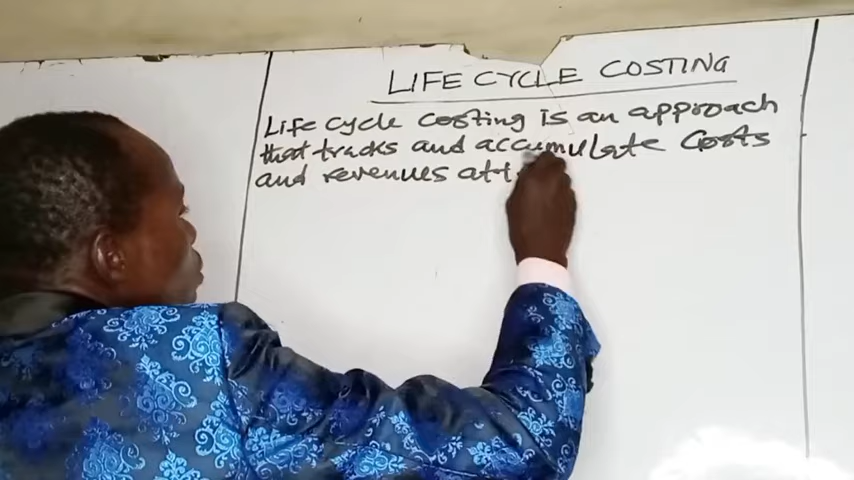 LIFE CYCLE COSTING
Life cycle costing is an approach
that tracks and accumulate costs
and revenues